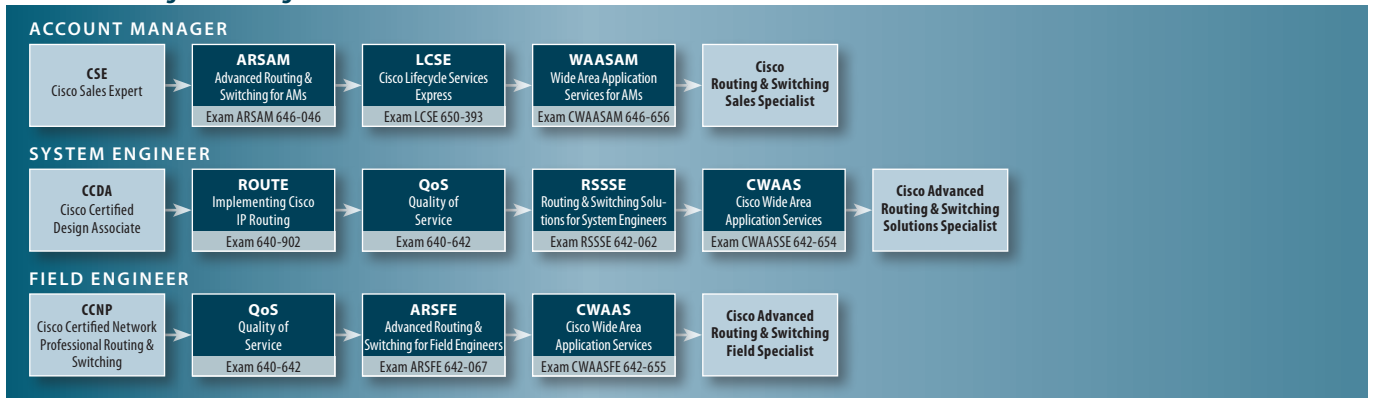 ACCOUNT MANAGER
CSE
Cisco Sales Expert
ARSAM
Advanced Routing &
Switching for AMs
Exam ARSAM 646-046
LCSE
Cisco Lifecycle Services
Express
Exam LCSE 650-393
WAASAM
Wide Area Application
Services for AMs
Exam CWAASAM 646-656
Cisco
Routing & Switching
Sales Specialist
SYSTEM ENGINEER
CCDA
Cisco Certified
Design Associate
ROUTE
Implementing Cisco
IP Routing
Exam 640-902
QoS
Quality of
Service
Exam 640-642
RSSSE
Routing & Switching Solu-
tions for System Engineers
Exam RSSSE 642-062
CWAAS
Cisco Wide Area
Application Services
Exam CWAASSE 642-654
Cisco Advanced
Routing & Switching
Solutions Specialist
FIELD ENGINEER
CCNP
Cisco Certified Network
Professional Routing &
Switching
QoS
Quality of
Service
Exam 640-642
ARSFE
Advanced Routing &
Switching for Field Engineers
Exam ARSFE 642-067
CWAAS
Cisco Wide Area
Application Services
Exam CWAASFE 642-655
Cisco Advanced
Routing & Switching
Field Specialist